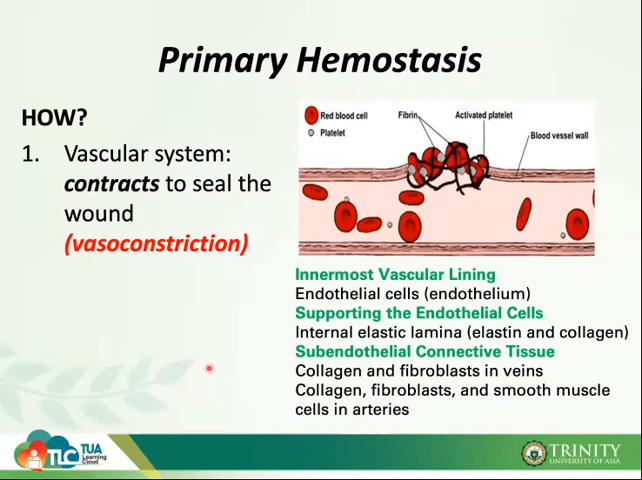 Primary Hemostasis
HOW?
1. Vascular system:
contracts to seal the
wound
(vasoconstriction)
Red blood cell
Platelet
Fibrin
Activated platelet
Blood vessel wall
Innermost Vascular Lining
Endothelial cells (endothelium)
Supporting the Endothelial Cells
Internal elastic lamina (elastin and collagen)
Subendothelial Connective Tissue
Collagen and fibroblasts in veins
Collagen, fibroblasts, and smooth muscle
cells in arteries
TLC
TUA
Learning
Cloud
TRINITY
UNIVERSITY OF ASIA